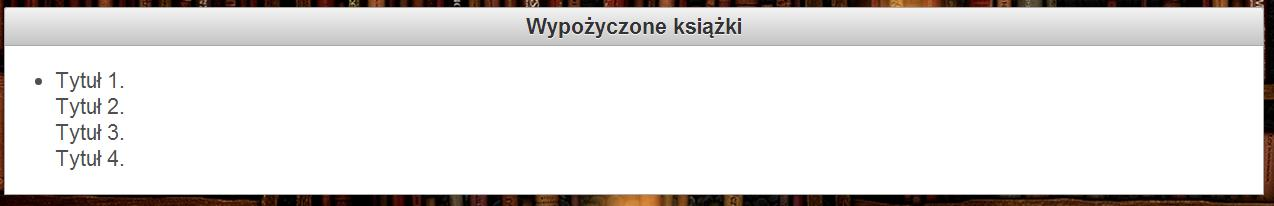 Wypożyczone książki
Tytuł 1.
Tytuł 2.
Tytuł 3.
Tytuł 4.